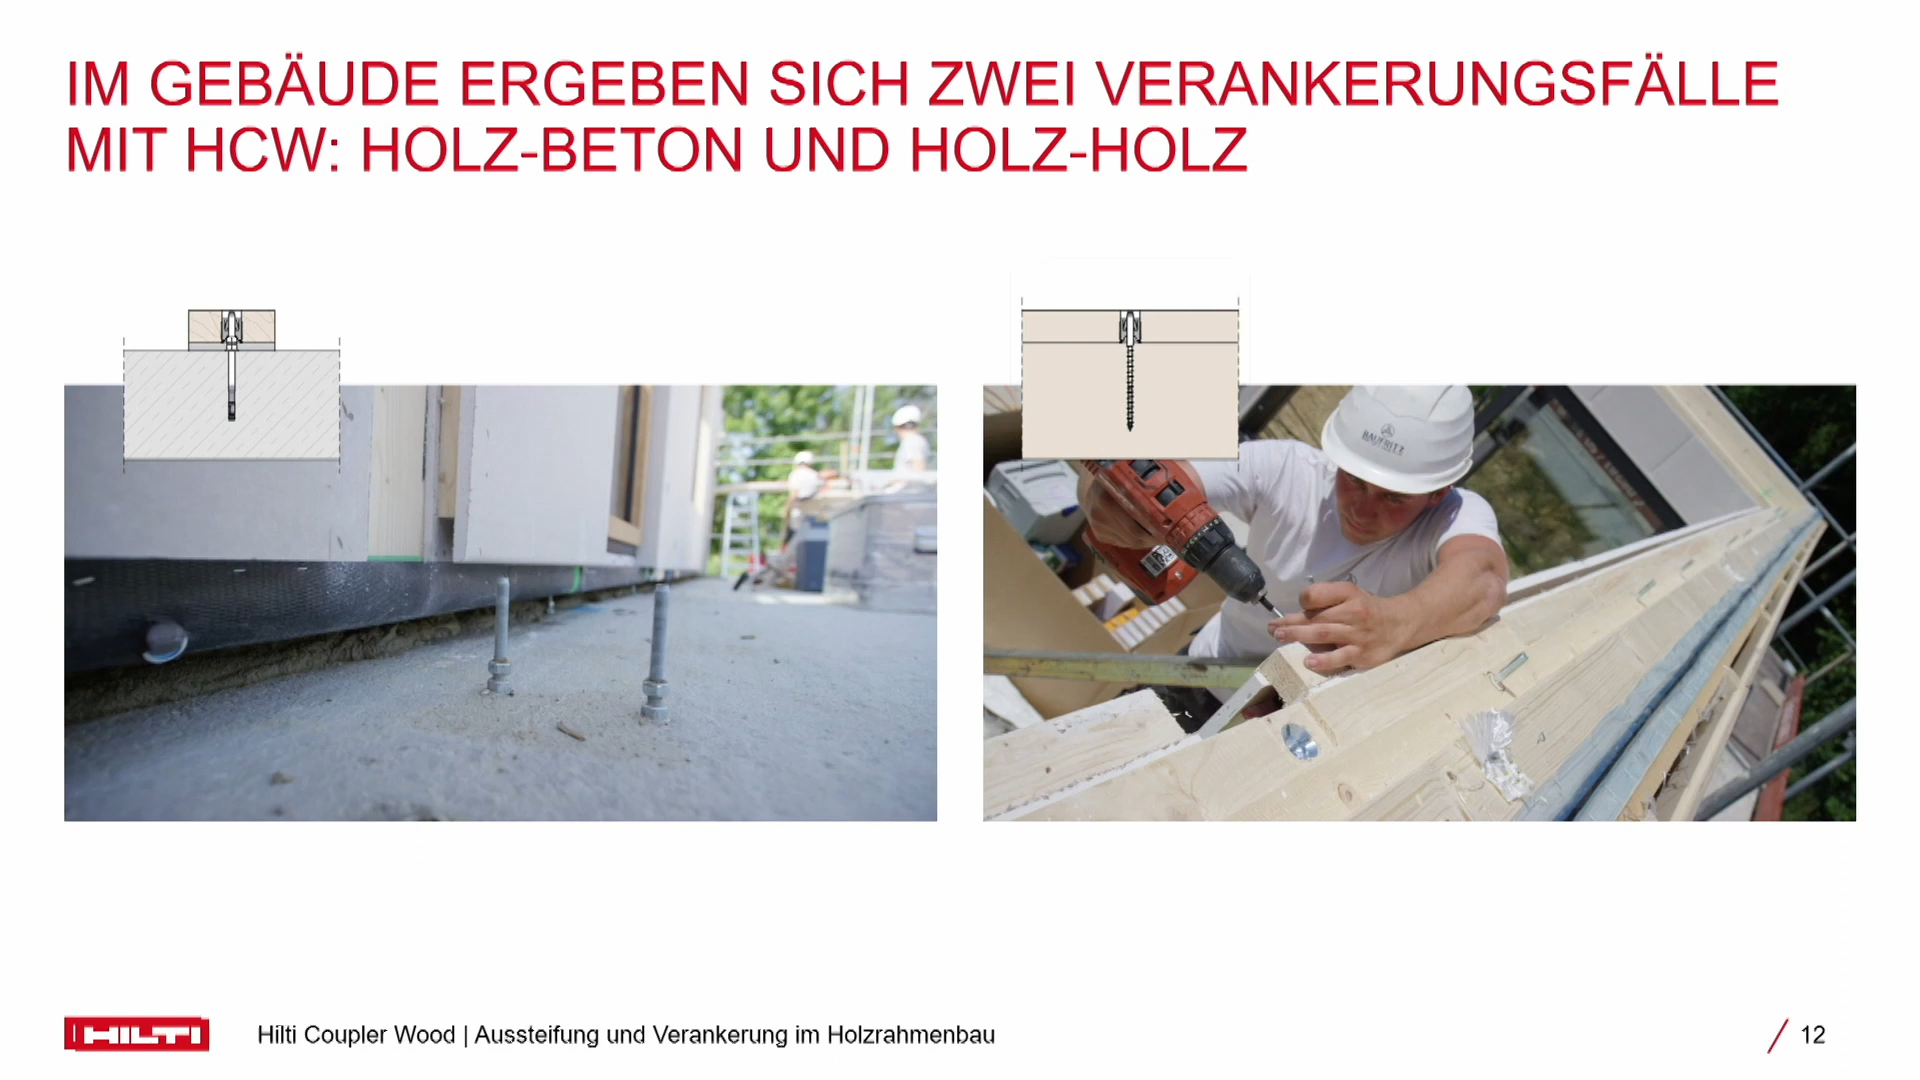 IM GEBÄUDE ERGEBEN SICH ZWEI VERANKERUNGSFÄLLE
MIT HCW: HOLZ-BETON UND HOLZ-HOLZ
BAUFRITZ
HILTI
Hilti Coupler Wood | Aussteifung und Verankerung im Holzrahmenbau
12